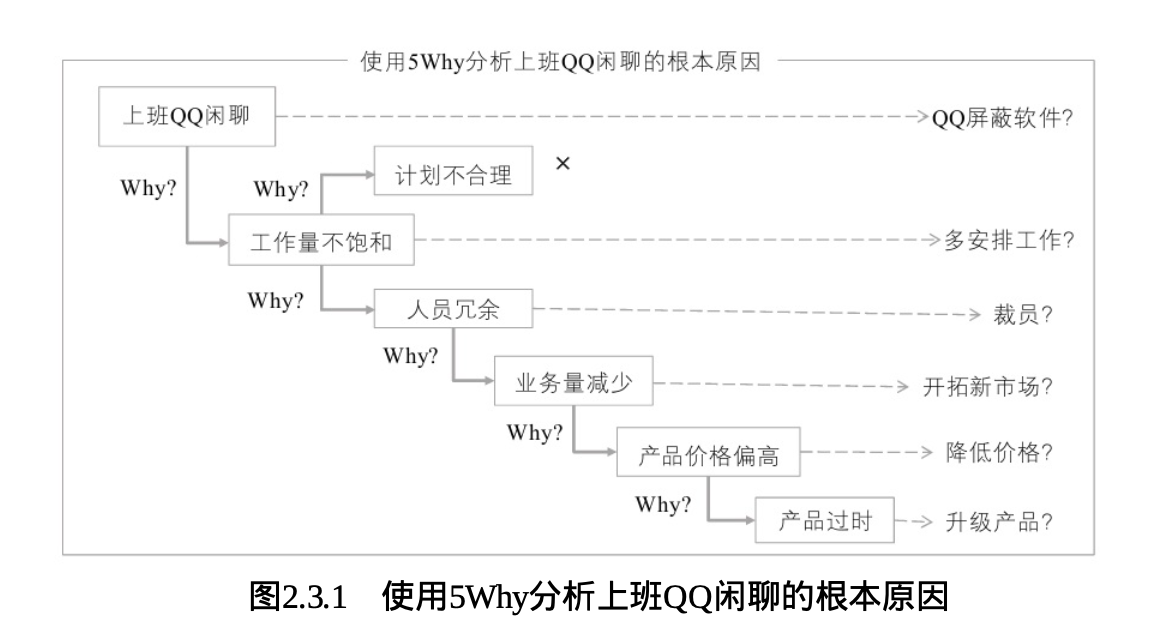 使用5Why分析上班QQ闲聊的根本原因
上班QQ闲聊
QQ屏蔽软件?
Why?
Why?
计划不合理
×
工作量不饱和
多安排工作?
Why?
人员冗余
裁员?
Why?
业务量减少
开拓新市场?
Why?
产品价格偏高
降低价格?
Why?
产品过时
升级产品?
图2.3.1 使用5Why分析上班QQ闲聊的根本原因